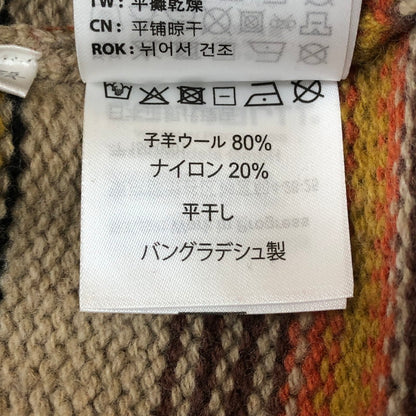 TW: 平攤乾燥
CN: 平铺晾干
ROK: 뉘어서 건조
子羊ウール 80%
ナイロン 20%
平干し
バングラデシュ製